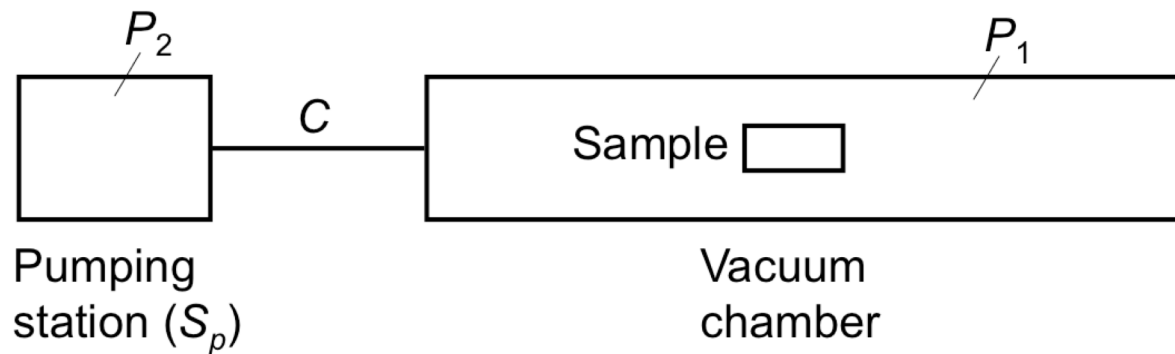 P₂
P₁
C
Sample
Pumping
station (Sₚ)
Vacuum
chamber